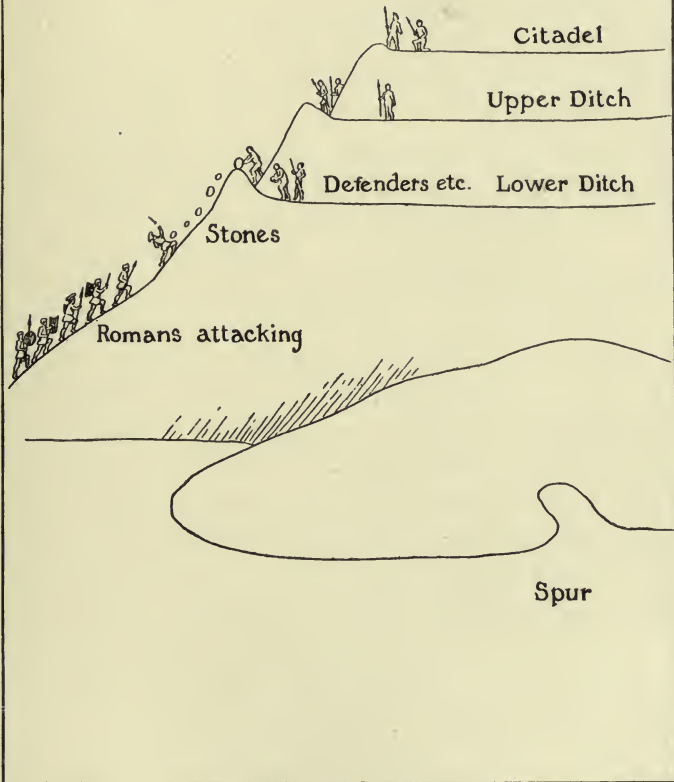 Citadel
Upper Ditch
Defenders etc. Lower Ditch
Stones
Romans attacking
Spur